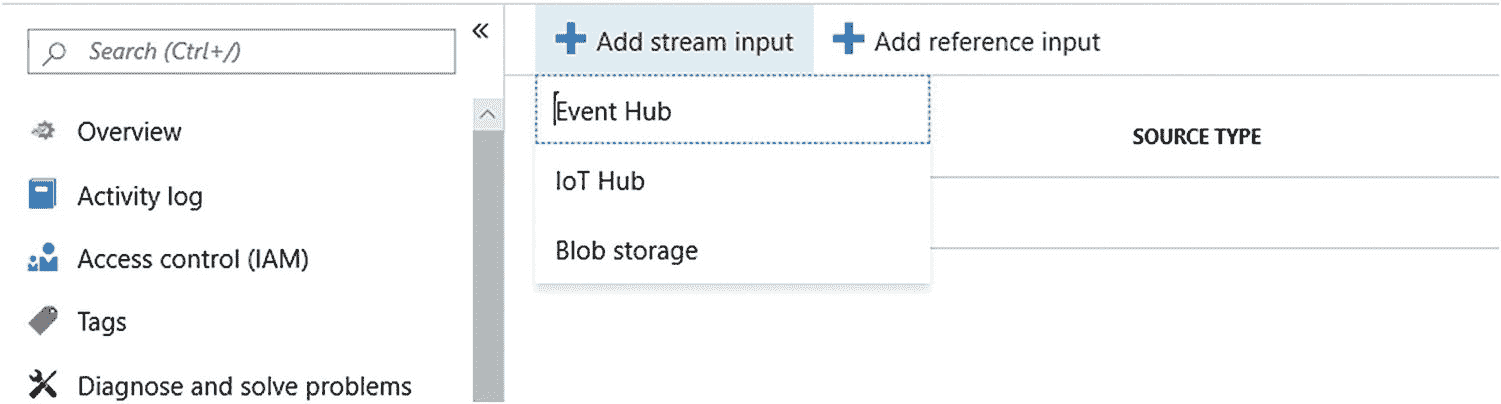 Search (Ctrl+/)
«
Overview
Activity log
Access control (IAM)
Tags
Diagnose and solve problems
Add stream input
Add reference input
Event Hub
IoT Hub
Blob storage
SOURCE TYPE